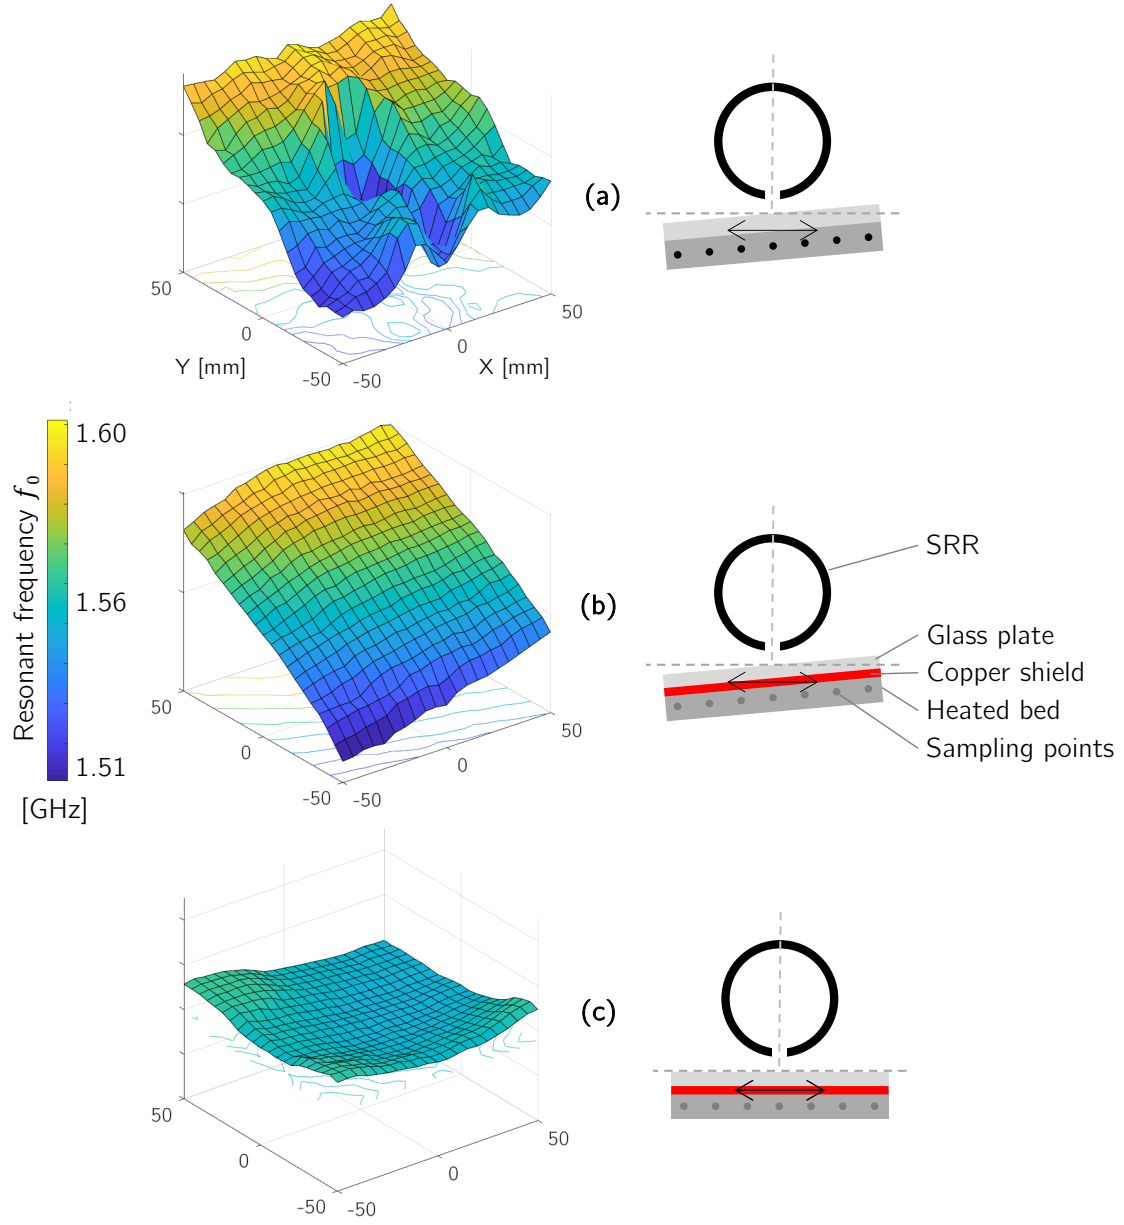 (a)
50
0
-50
Y [mm]
-50
0
50
X [mm]
Resonant frequency f0
1.60
1.56
1.51
[GHz]
(b)
50
0
-50
-50
0
50
SRR
Glass plate
Copper shield
Heated bed
Sampling points
(c)
50
0
-50
-50
0
50